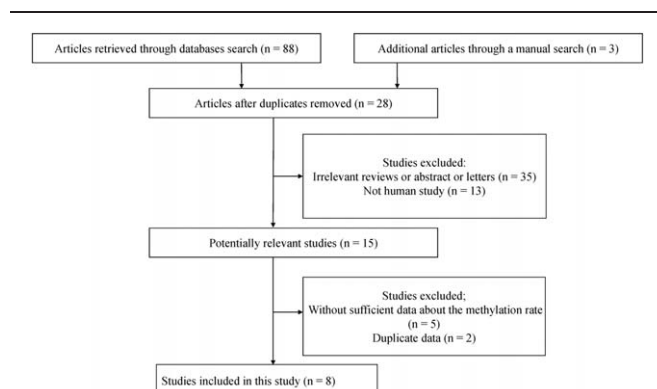 Articles retrieved through databases search (n = 88)
Additional articles through a manual search (n = 3)
Articles after duplicates removed (n = 28)
Studies excluded:
Irrelevant reviews or abstract or letters (n = 35)
Not human study (n = 13)
Potentially relevant studies (n = 15)
Studies excluded;
Without sufficient data about the methylation rate
(n = 5)
Duplicate data (n = 2)
Studies included in this study (n = 8)